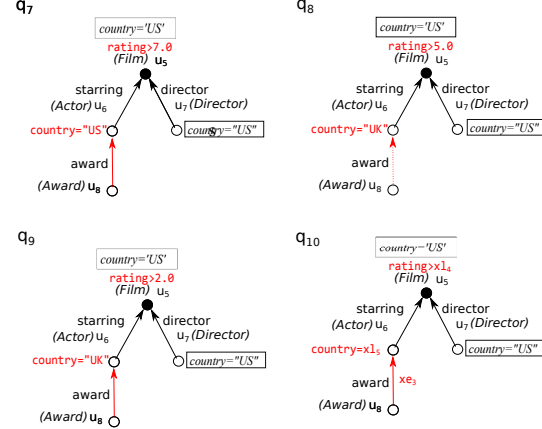 q7
country='US'
rating>7.0
(Film) u5
starring
director
(Actor) u6
u7 (Director)
country="US"
country="US"
award
(Award) u8
q8
country='US'
rating>5.0
(Film) u5
starring
director
(Actor) u6
u7 (Director)
country="UK"
country="US"
award
(Award) u8
q9
country='US'
rating>2.0
(Film) u5
starring
director
(Actor) u6
u7 (Director)
country="UK"
country="US"
award
(Award) u8
q10
country='US'
rating>xl4
(Film) u5
starring
director
(Actor) u6
u7 (Director)
country=xl5
country="US"
award
xe3
(Award) u8